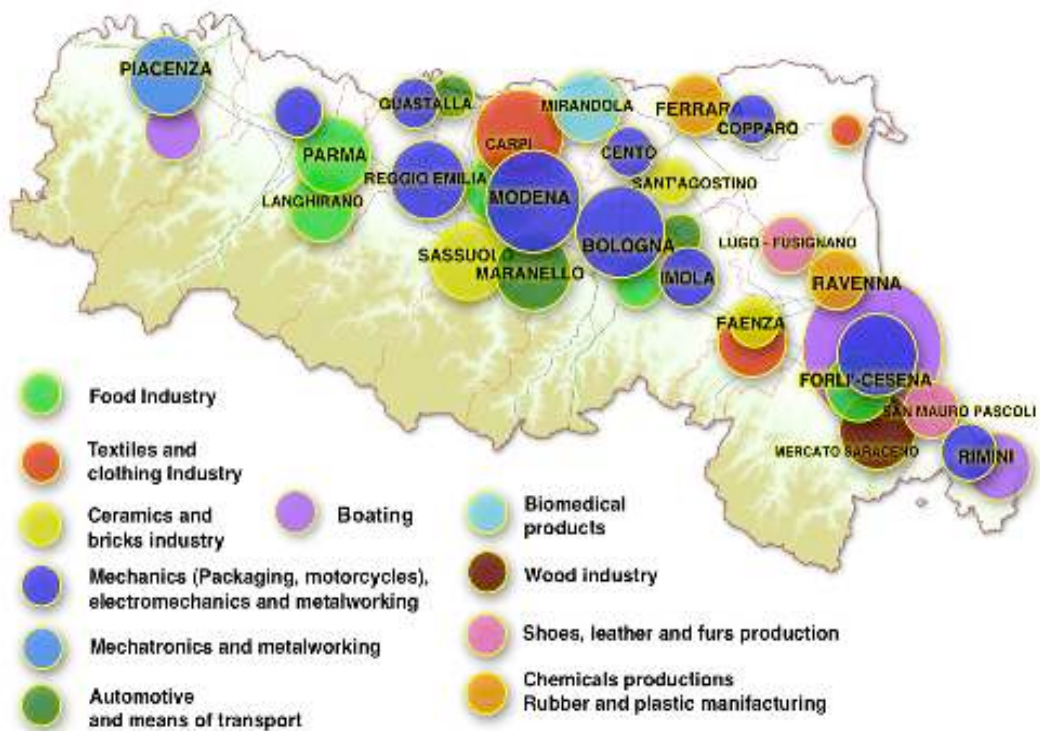 PIACENZA
GUASTALLA
MIRANDOLA
FERRARA
COPPARO
PARMA
CARPI
CENTO
REGGIO EMILIA
SANT'AGOSTINO
LANGHIRANO
MODENA
BOLOGNA
LUGO - FUSIGNANO
SASSUOLO
MARANELLO
IMOLA
RAVENNA
FAENZA
FORLI'-CESENA
SAN MAURO PASCOLI
MERCATO SARACENO
RIMINI
Food Industry
Textiles and
clothing Industry
Ceramics and
bricks industry
Mechanics (Packaging, motorcycles),
electromechanics and metalworking
Mechatronics and metalworking
Automotive
and means of transport
Boating
Biomedical
products
Wood industry
Shoes, leather and furs production
Chemicals productions
Rubber and plastic manifacturing